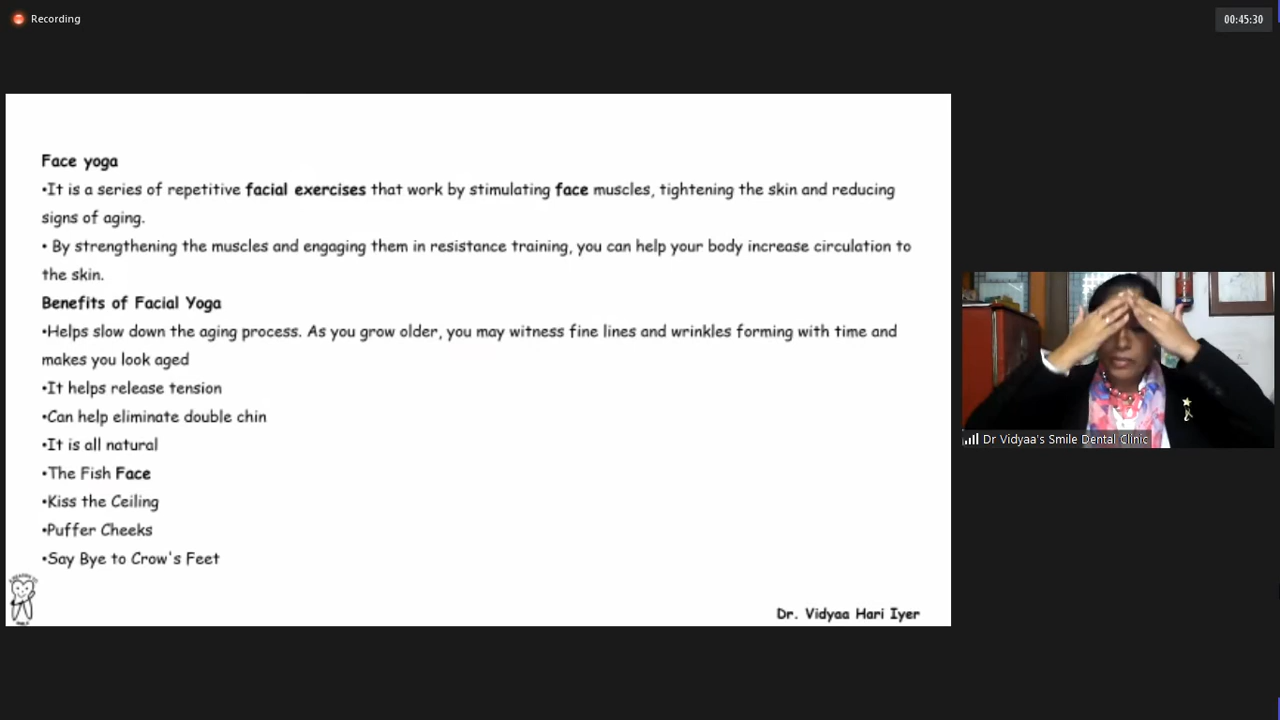 Recording
00:45:30
Face yoga
•It is a series of repetitive facial exercises that work by stimulating face muscles, tightening the skin and reducing
signs of aging.
• By strengthening the muscles and engaging them in resistance training, you can help your body increase circulation to
the skin.
Benefits of Facial Yoga
•Helps slow down the aging process. As you grow older, you may witness fine lines and wrinkles forming with time and
makes you look aged
•It helps release tension
•Can help eliminate double chin
•It is all natural
•The Fish Face
•Kiss the Ceiling
•Puffer Cheeks
•Say Bye to Crow's Feet
Dr. Vidyaa Hari Iyer
Dr Vidyaa's Smile Dental Clinic